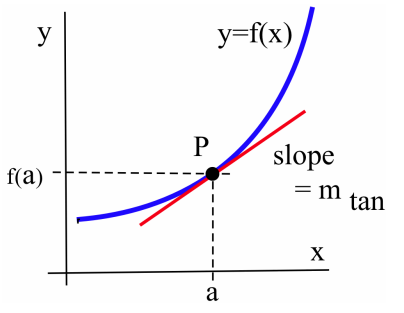 y
y=f(x)
P
slope
= m tan
f(a)
x
a